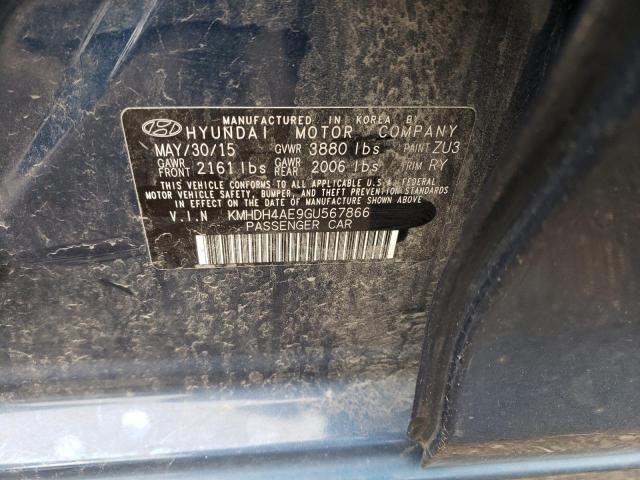 MANUFACTURED IN KOREA BY
HYUNDAI MOTOR COMPANY
MAY/30/15 GVWR 3880 lbs PAINT ZU3
GAWR FRONT 2161 lbs GAWR REAR 2006 lbs TRIM RY
THIS VEHICLE CONFORMS TO ALL APPLICABLE U.S.A. FEDERAL
MOTOR VEHICLE SAFETY, BUMPER, AND THEFT PREVENTION STANDARDS
IN EFFECT ON THE DATE OF MANUFACTURE SHOWN ABOVE
V.I.N KMHDH4AE9GU567866
PASSENGER CAR